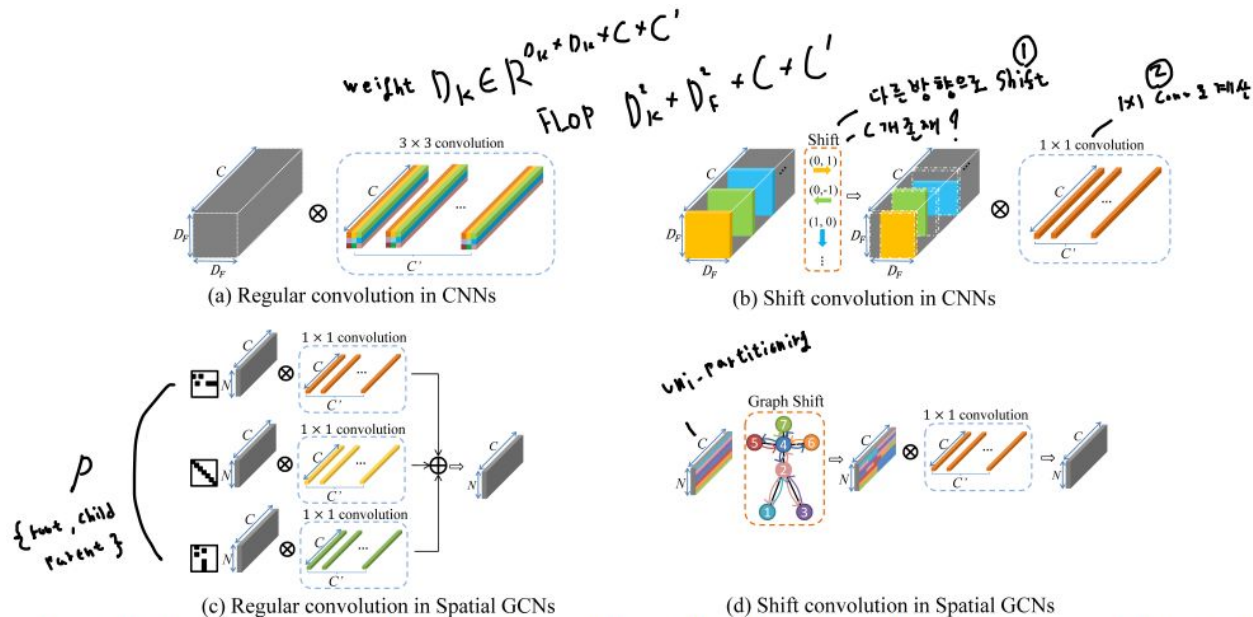 weight D_K ∈ R^{D_K × D_K × C × C'}
FLOP D_K^2 × D_F^2 × C × C'
①
다른 방향으로 Shift
C개 존재?
②
1x1 Conv로 계산
3 × 3 convolution
C
C
...
C'
D_F
D_F
⊗
(a) Regular convolution in CNNs
Shift
(0, 1)
(0,-1)
(1, 0)
⋮
C
D_F
D_F
⇨
C
D_F
D_F
⊗
1 × 1 convolution
C
...
C'
(b) Shift convolution in CNNs
P
{root, child
parent}
1 × 1 convolution
C
N
⊗
C
...
C'
1 × 1 convolution
C
N
⊗
C
...
C'
1 × 1 convolution
C
N
⊗
C
...
C'
⊕
⇨
C
N
(c) Regular convolution in Spatial GCNs
uni-partitioning
C
N
Graph Shift
7
5 4 6
2
1 3
⇨
C
N
⊗
1 × 1 convolution
C
...
C'
⇨
C
N
(d) Shift convolution in Spatial GCNs